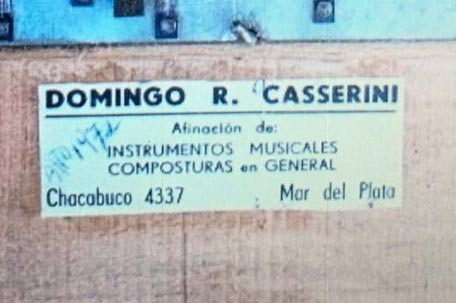 DOMINGO R. CASSERINI
Afinación de:
INSTRUMENTOS MUSICALES
COMPOSTURAS en GENERAL
Chacabuco 4337 Mar del Plata